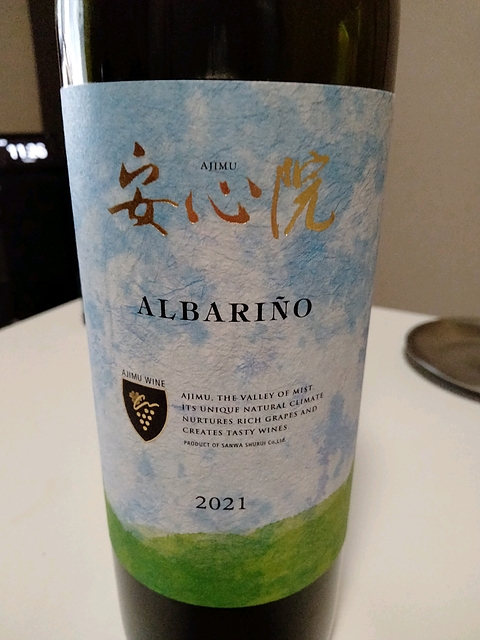 AJIMU
安心院
ALBARIÑO
AJIMU WINE
AJIMU, THE VALLEY OF MIST
ITS UNIQUE NATURAL CLIMATE
NURTURES RICH GRAPES AND
CREATES TASTY WINES
PRODUCT OF SANWA SHURUI Co.,Ltd.
2021